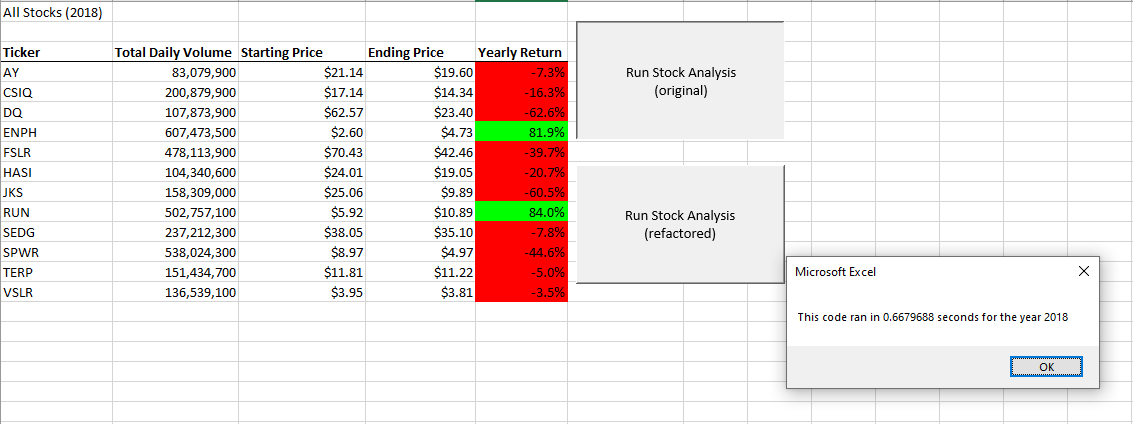 All Stocks (2018)
Ticker Total Daily Volume Starting Price Ending Price Yearly Return
AY 83,079,900 $21.14 $19.60 -7.3%
CSIQ 200,879,900 $17.14 $14.34 -16.3%
DQ 107,873,900 $62.57 $23.40 -62.6%
ENPH 607,473,500 $2.60 $4.73 81.9%
FSLR 478,113,900 $70.43 $42.46 -39.7%
HASI 104,340,600 $24.01 $19.05 -20.7%
JKS 158,309,000 $25.06 $9.89 -60.5%
RUN 502,757,100 $5.92 $10.89 84.0%
SEDG 237,212,300 $38.05 $35.10 -7.8%
SPWR 538,024,300 $8.97 $4.97 -44.6%
TERP 151,434,700 $11.81 $11.22 -5.0%
VSLR 136,539,100 $3.95 $3.81 -3.5%
Run Stock Analysis
(original)
Run Stock Analysis
(refactored)
Microsoft Excel
This code ran in 0.6679688 seconds for the year 2018
OK